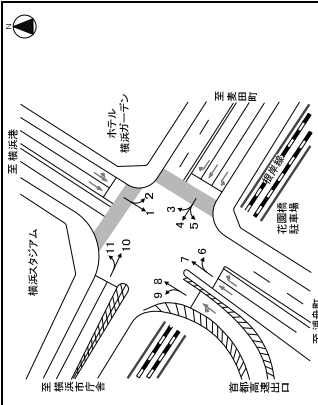 N
ホテル
横浜ガーデン
至麦田町
至横浜港
横浜スタジアム
根岸線
花園橋
駐車場
1
2
3
4
5
6
7
8
9
10
11
至横浜市庁舎
首都高速出口